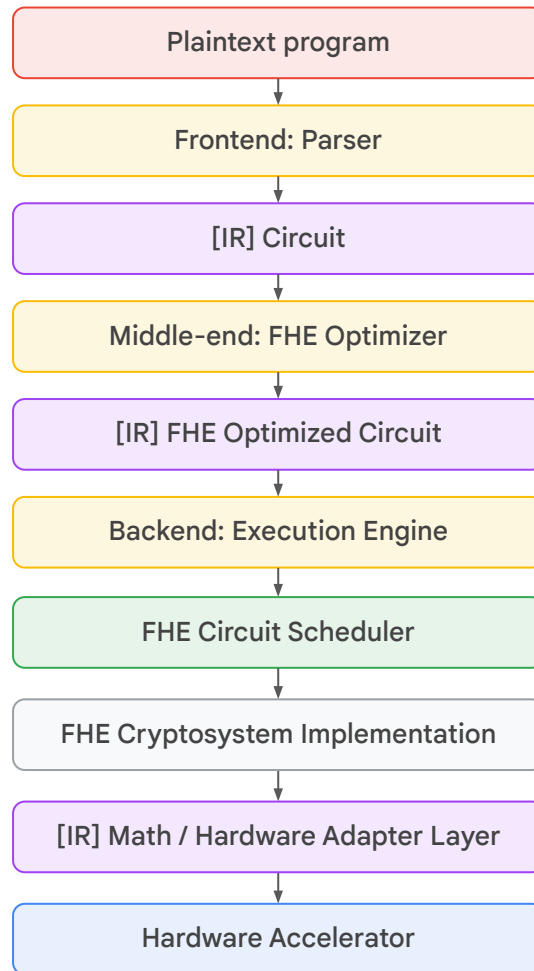 Plaintext program
Frontend: Parser
[IR] Circuit
Middle-end: FHE Optimizer
[IR] FHE Optimized Circuit
Backend: Execution Engine
FHE Circuit Scheduler
FHE Cryptosystem Implementation
[IR] Math / Hardware Adapter Layer
Hardware Accelerator